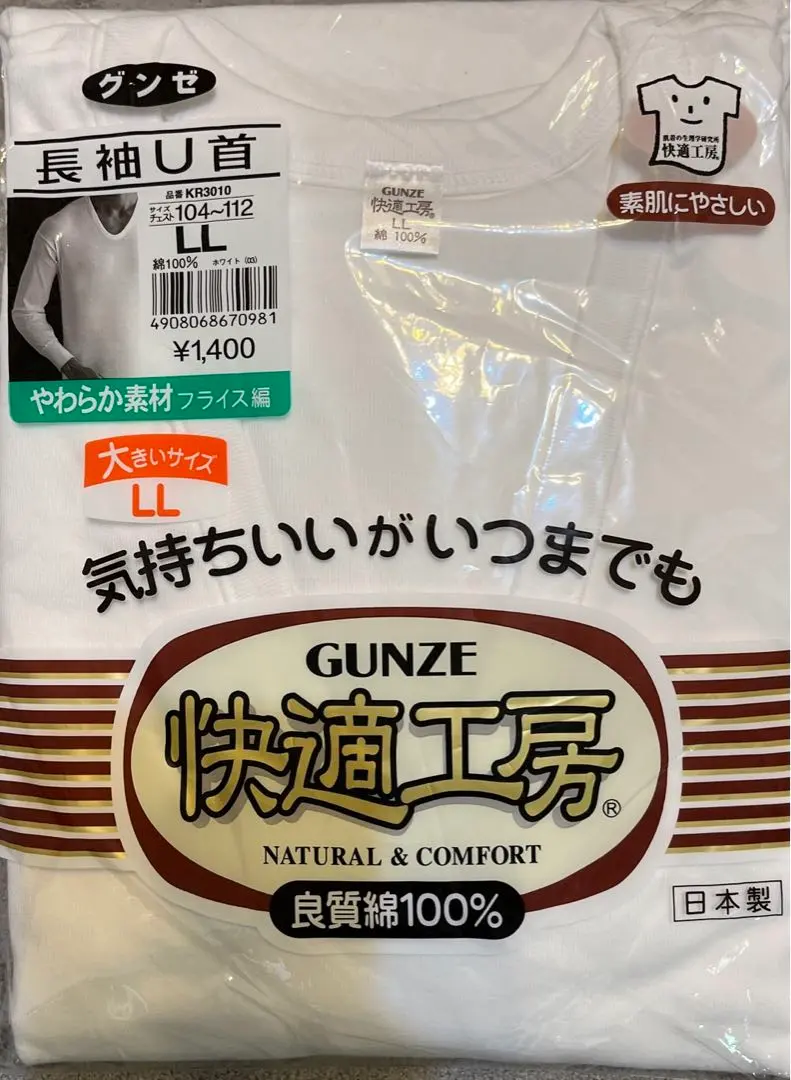 グンゼ
長袖U首
品番 KR3010
サイズ
チェスト 104~112
LL
綿100% ホワイト (03)
4908068670981
¥1,400
やわらか素材 フライス編
大きいサイズ
LL
GUNZE
快適工房®
LL
綿 100%
肌着の生理学研究所
快適工房®
素肌にやさしい
気持ちいいがいつまでも
GUNZE
快適工房®
NATURAL & COMFORT
良質綿100%
日本製